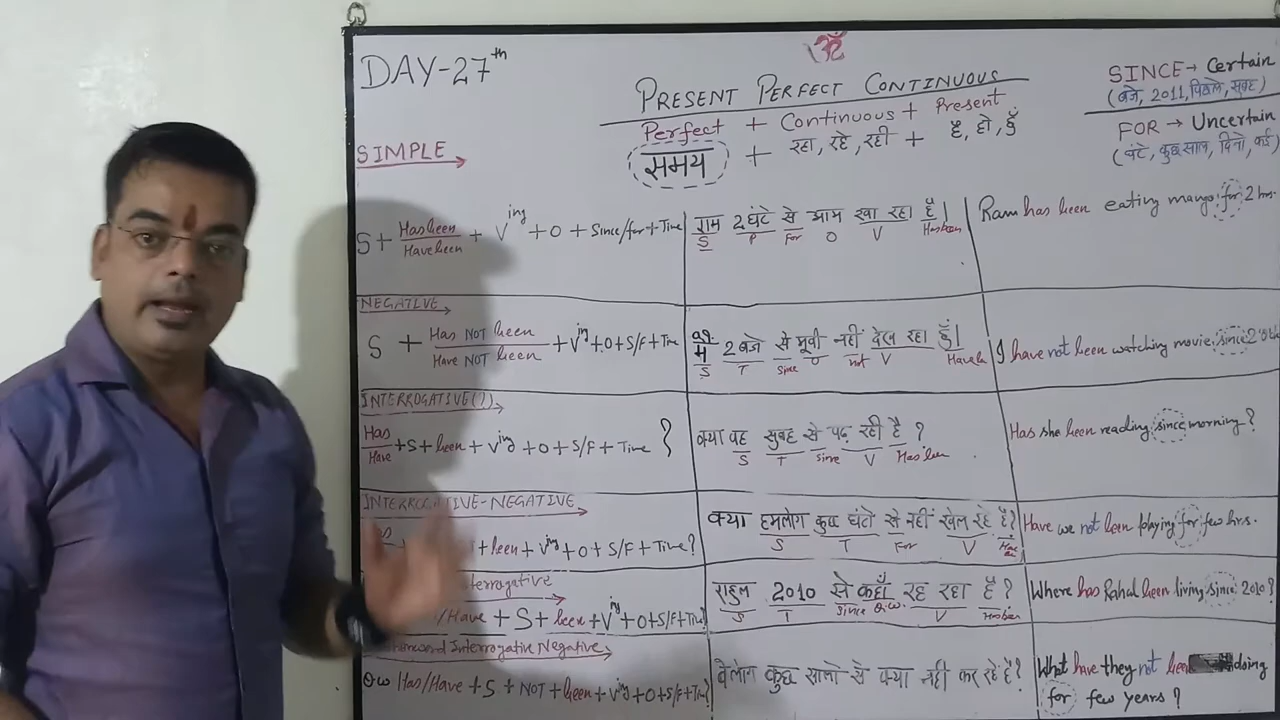 DAY-27th
ॐ
PRESENT PERFECT CONTINUOUS
Perfect + Continuous + Present
समय + रहा, रहे, रही + है, हो, हूँ
SINCE → Certain
(बजे, 2011, पिछले, सुबह)
FOR → Uncertain
(घंटे, कुछ साल, दिनो, कई)
SIMPLE
S + Has been / Have been + Ving + O + Since/for + Time
राम 2 घंटे से आम खा रहा है|
S P For O V Has been
Ram has been eating mango for 2 hrs.
NEGATIVE
S + Has NOT been / Have NOT been + Ving + O + S/F + Time
मैं 2 बजे से मूवी नहीं देख रहा हूँ|
S T Since O not V Have be
I have not been watching movie since 2
INTERROGATIVE(?)
Has / Have + S + been + Ving + O + S/F + Time ?
क्या वह सुबह से पढ़ रही है ?
S T Since V Has been
Has she been reading since morning ?
INTERROGATIVE-NEGATIVE
+ been + Ving + O + S/F + Time?
क्या हमलोग कुछ घंटो से नहीं खेल रहे है?
S T For V
Have we not been playing for few hrs.
terrogative
/Have + S + been + Ving + O + S/F + Time?
राहुल 2010 से कहाँ रह रहा है ?
S T Since Q.W. V Has been
Where has Rahul been living since 2010 ?
word Interrogative Negative
Qw Has/Have + S + NOT + been + Ving + O + S/F + Time?
वेलोग कुछ सालो से क्या नही कर रहे है?
What have they not been doing
for few years ?